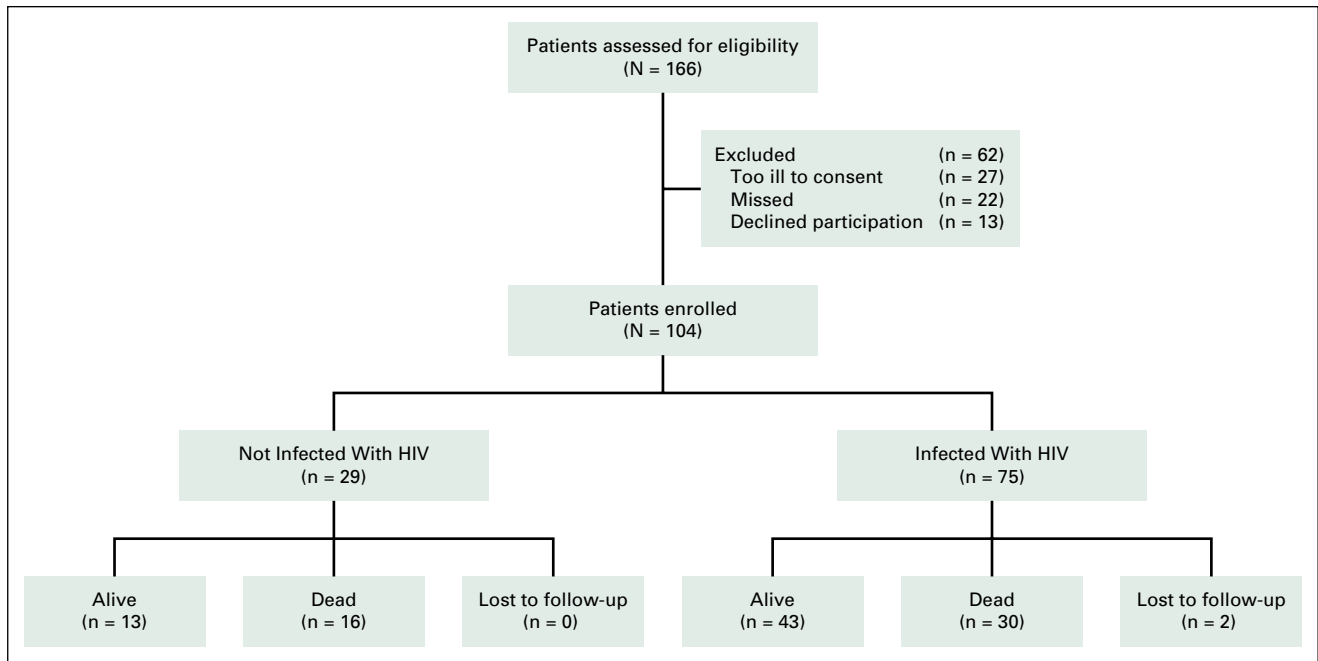 Patients assessed for eligibility
(N = 166)
Excluded (n = 62)
Too ill to consent (n = 27)
Missed (n = 22)
Declined participation (n = 13)
Patients enrolled
(N = 104)
Not Infected With HIV
(n = 29)
Infected With HIV
(n = 75)
Alive
(n = 13)
Dead
(n = 16)
Lost to follow-up
(n = 0)
Alive
(n = 43)
Dead
(n = 30)
Lost to follow-up
(n = 2)